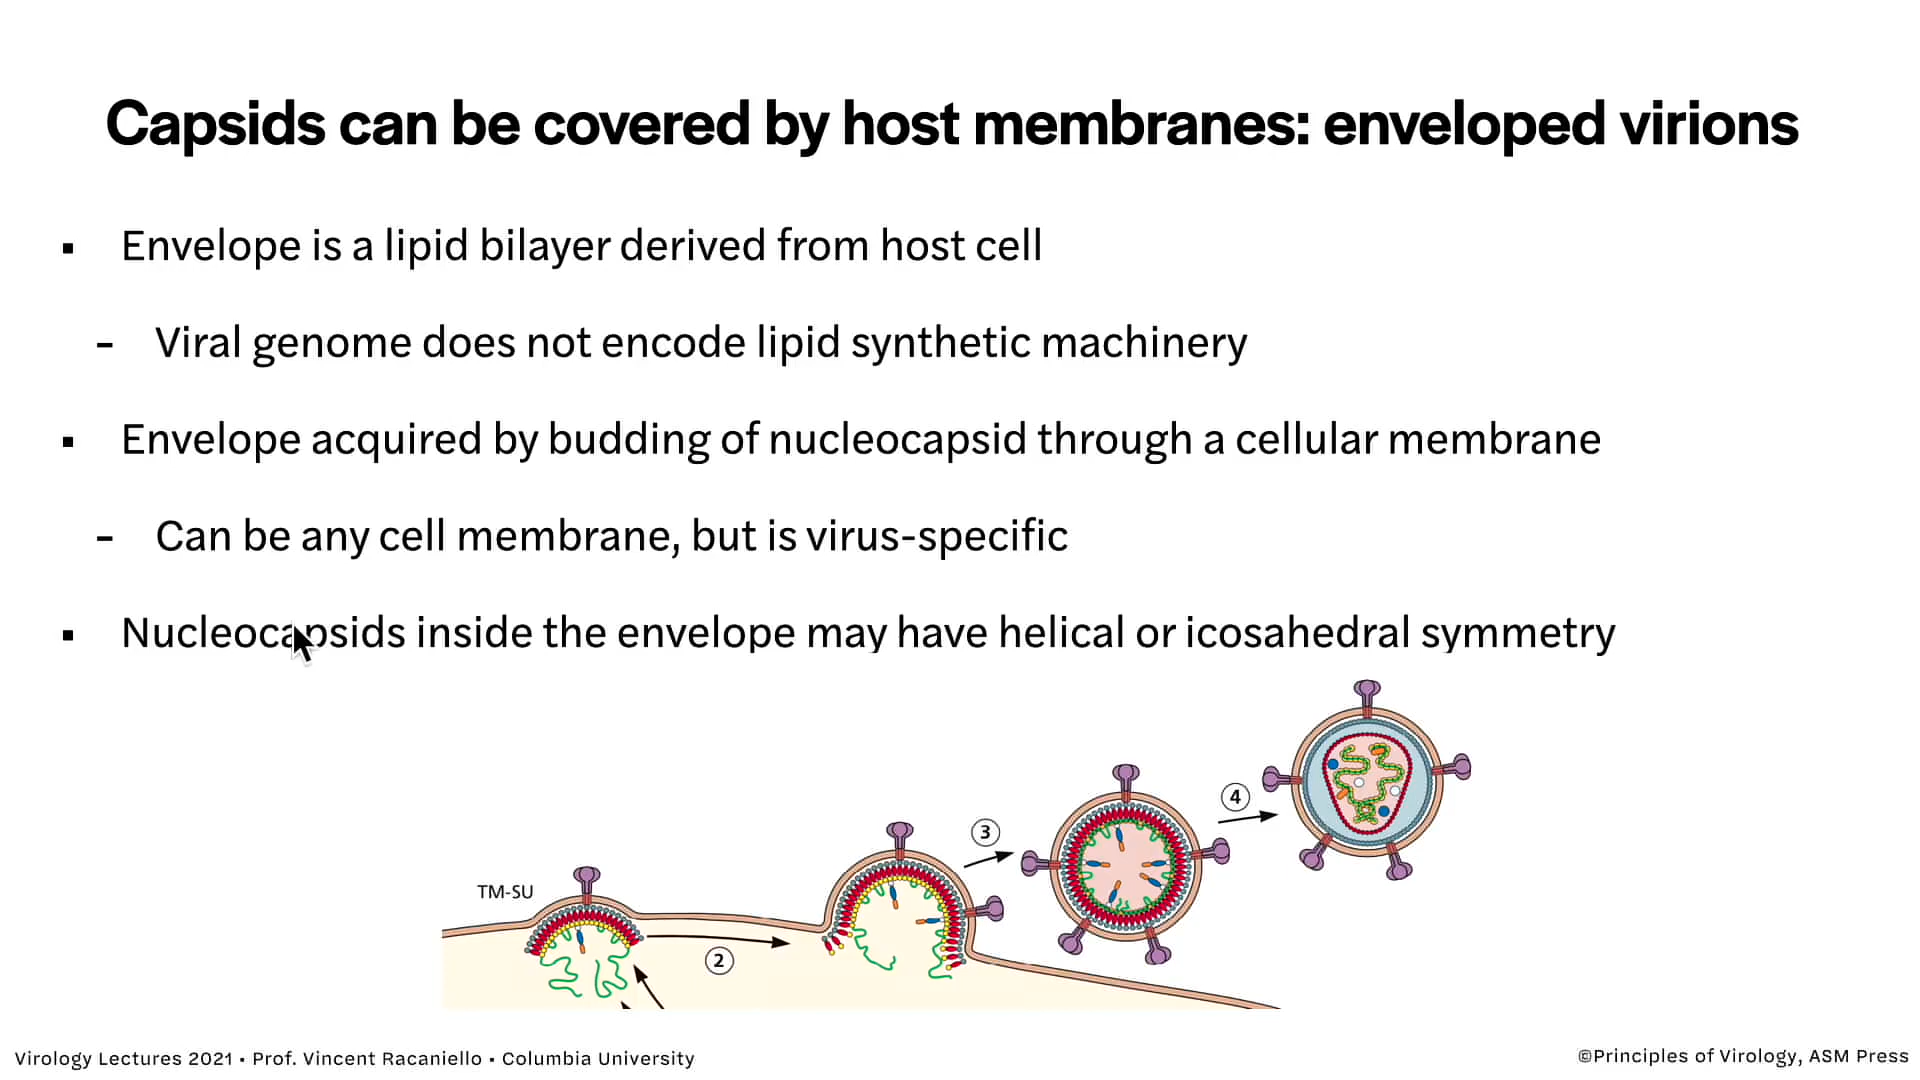 Capsids can be covered by host membranes: enveloped virions
▪ Envelope is a lipid bilayer derived from host cell
- Viral genome does not encode lipid synthetic machinery
▪ Envelope acquired by budding of nucleocapsid through a cellular membrane
- Can be any cell membrane, but is virus-specific
▪ Nucleocapsids inside the envelope may have helical or icosahedral symmetry
4
3
TM-SU
2
Virology Lectures 2021 • Prof. Vincent Racaniello • Columbia University
©Principles of Virology, ASM Press